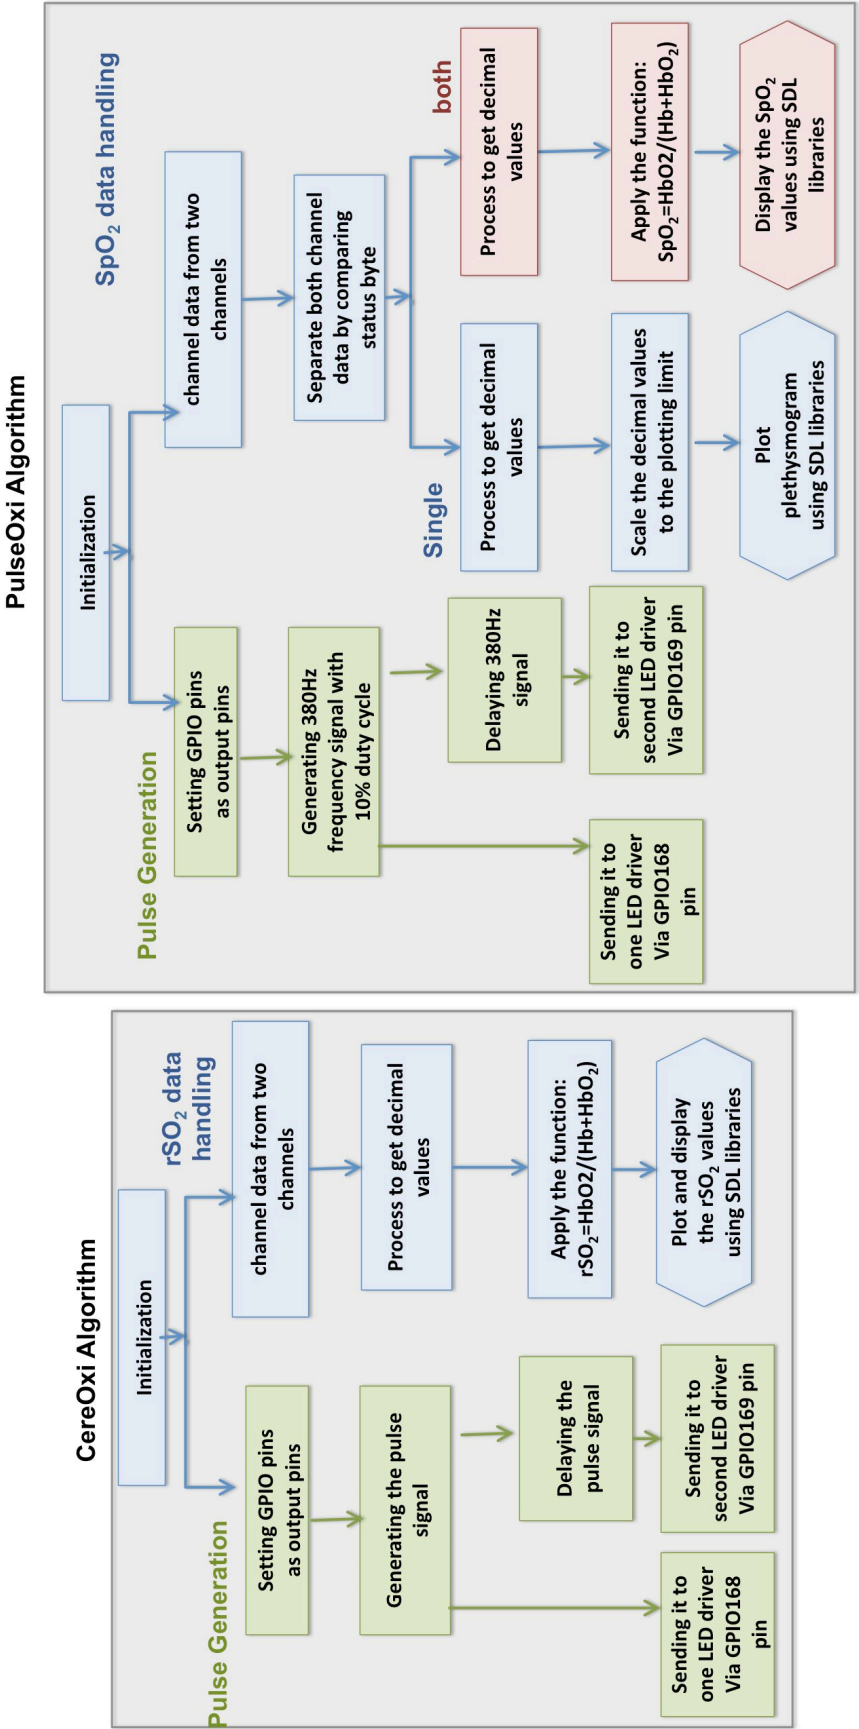 CereOxi Algorithm
Initialization
Pulse Generation
Setting GPIO pins
as output pins
Generating the pulse
signal
Delaying the
pulse signal
Sending it to
one LED driver
Via GPIO168
pin
Sending it to
second LED driver
Via GPIO169 pin
rSO₂ data
handling
channel data from two
channels
Process to get decimal
values
Apply the function:
rSO₂=HbO2/(Hb+HbO₂)
Plot and display
the rSO₂ values
using SDL libraries
PulseOxi Algorithm
Initialization
Pulse Generation
Setting GPIO pins
as output pins
Generating 380Hz
frequency signal with
10% duty cycle
Delaying 380Hz
signal
Sending it to
one LED driver
Via GPIO168
pin
Sending it to
second LED driver
Via GPIO169 pin
SpO₂ data handling
channel data from two
channels
Separate both channel
data by comparing
status byte
Single
Process to get decimal
values
Scale the decimal values
to the plotting limit
Plot
plethysmogram
using SDL libraries
both
Process to get decimal
values
Apply the function:
SpO₂=HbO2/(Hb+HbO₂)
Display the SpO₂
values using SDL
libraries